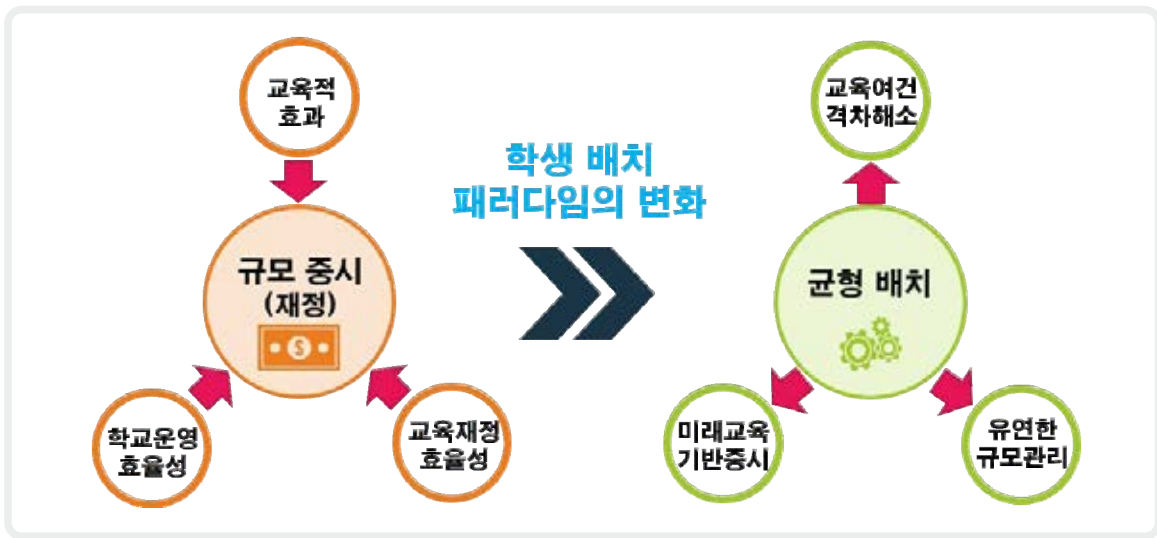 교육적
효과
규모 중시
(재정)
$
학교운영
효율성
교육재정
효율성
학생 배치
패러다임의 변화
교육여건
격차해소
균형 배치
미래교육
기반중시
유연한
규모관리